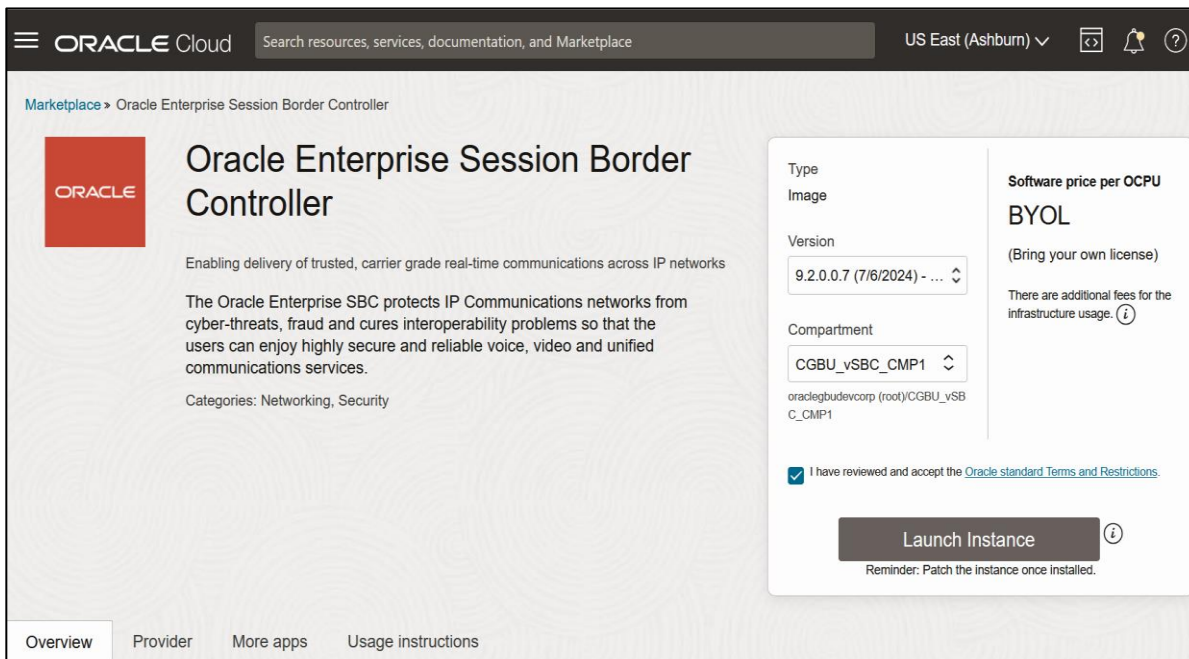 ORACLE Cloud
Search resources, services, documentation, and Marketplace
US East (Ashburn)
Marketplace » Oracle Enterprise Session Border Controller
ORACLE
Oracle Enterprise Session Border
Controller
Enabling delivery of trusted, carrier grade real-time communications across IP networks
The Oracle Enterprise SBC protects IP Communications networks from
cyber-threats, fraud and cures interoperability problems so that the
users can enjoy highly secure and reliable voice, video and unified
communications services.
Categories: Networking, Security
Type
Image
Version
9.2.0.0.7 (7/6/2024) - ...
Compartment
CGBU_vSBC_CMP1
oraclegbudevcorp (root)/CGBU_vSB
C_CMP1
Software price per OCPU
BYOL
(Bring your own license)
There are additional fees for the
infrastructure usage.
I have reviewed and accept the Oracle standard Terms and Restrictions.
Launch Instance
Reminder: Patch the instance once installed.
Overview
Provider
More apps
Usage instructions